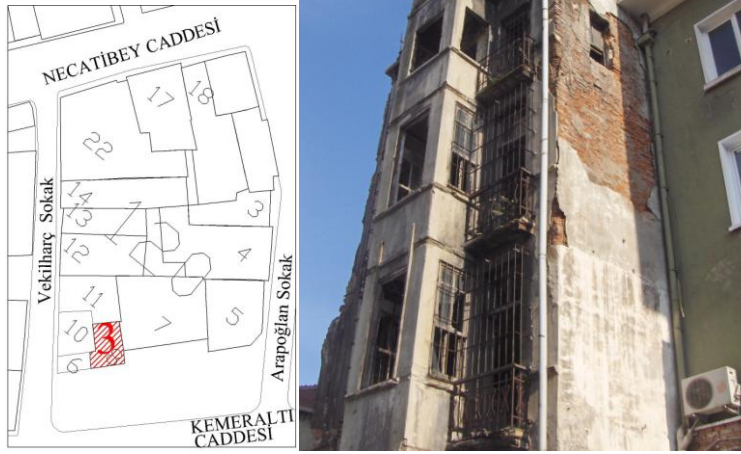 NECATİBEY CADDESİ
17
18
22
14
13
3
12
4
Vekilharç Sokak
11
10
3
7
5
Arapoğlan Sokak
KEMERALTI
CADDESİ